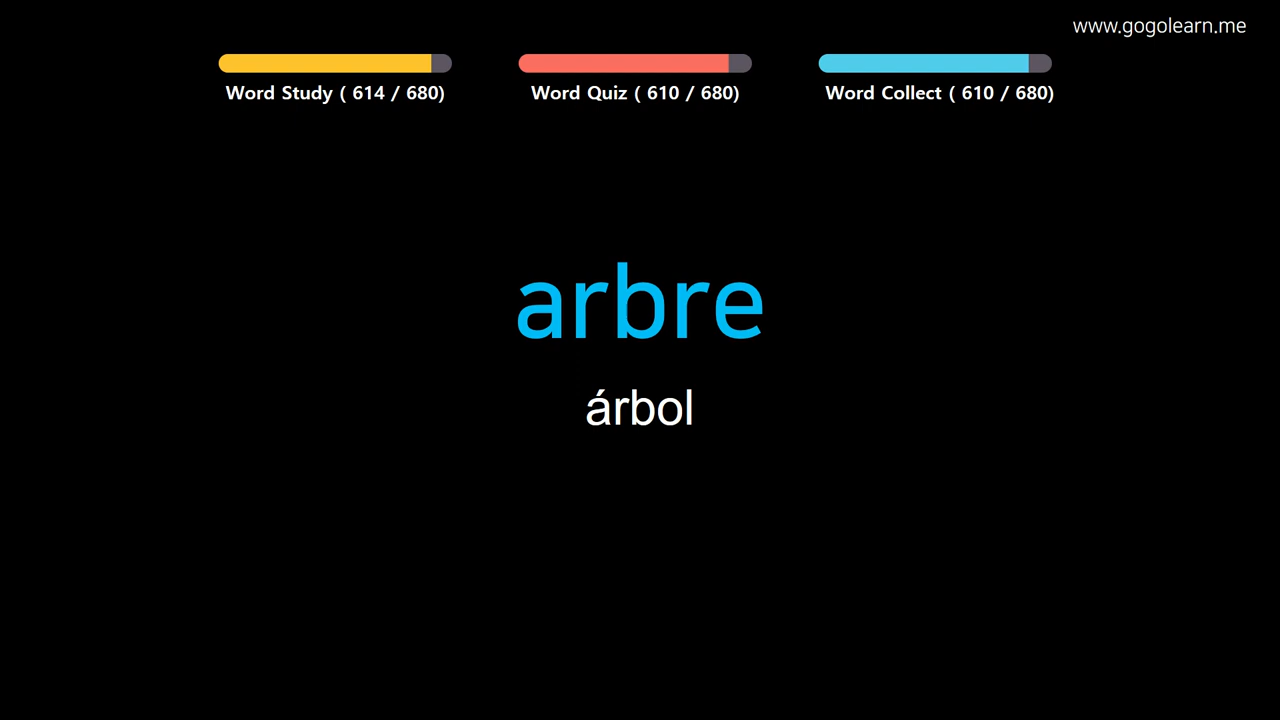 www.gogolearn.me
Word Study ( 614 / 680)
Word Quiz ( 610 / 680)
Word Collect ( 610 / 680)
arbre
árbol